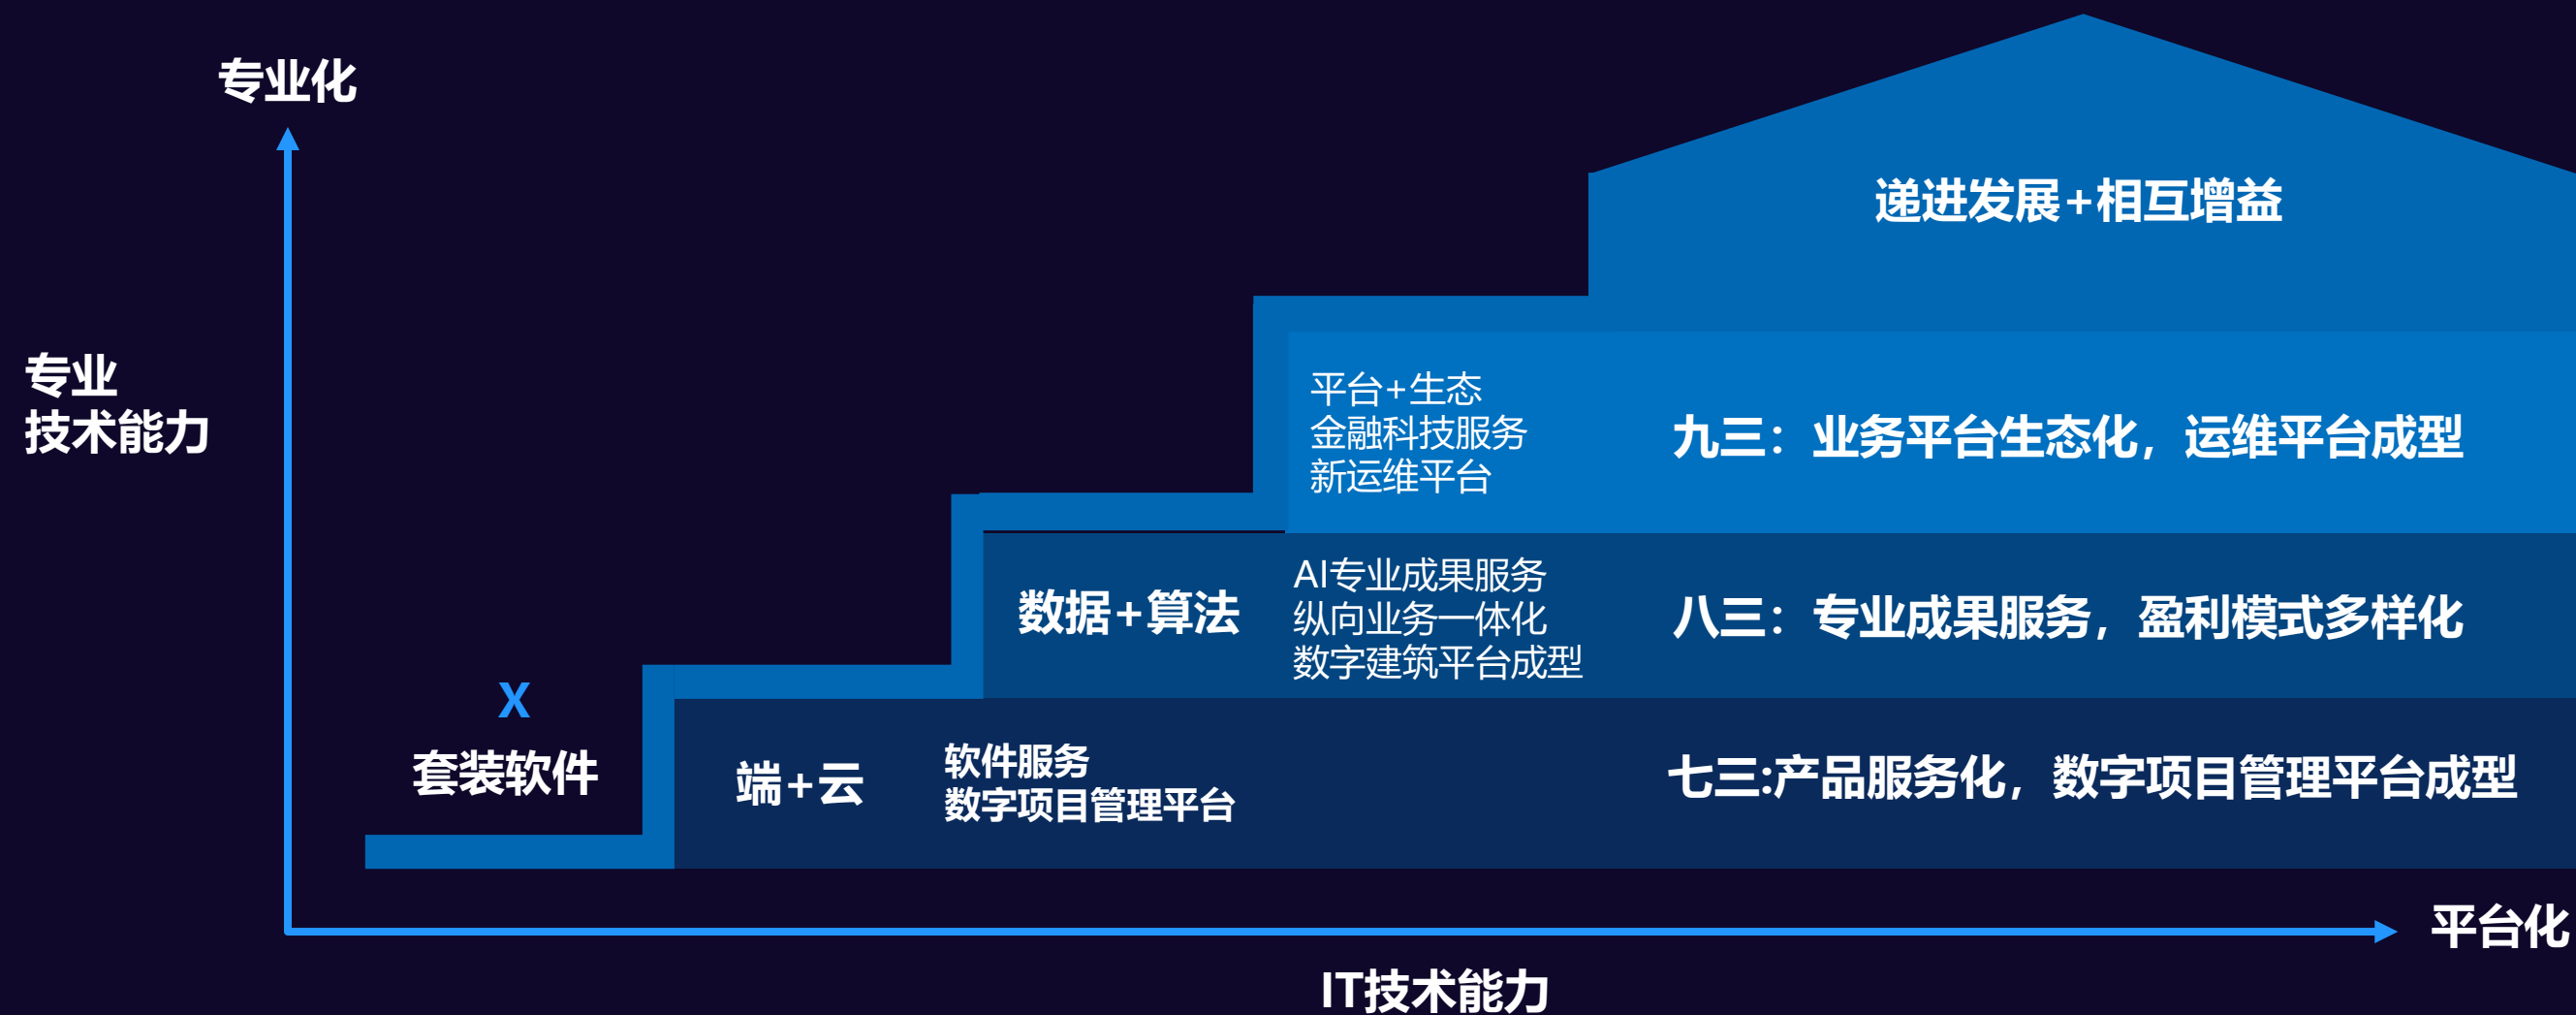 专业化
递进发展+相互增益
专业
技术能力
平台+生态
金融科技服务
新运维平台
九三：业务平台生态化，运维平台成型
数据+算法
AI专业成果服务
纵向业务一体化
数字建筑平台成型
八三：专业成果服务，盈利模式多样化
X
套装软件
端+云
软件服务
数字项目管理平台
七三:产品服务化，数字项目管理平台成型
平台化
IT技术能力